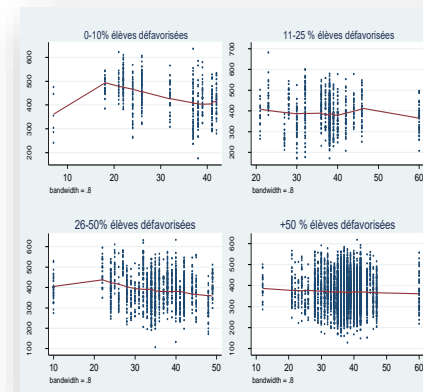 0-10% élèves défavorisées
600
500
400
300
200
10 20 30 40
bandwidth = .8
11-25 % élèves défavorisées
700
600
500
400
300
200
20 30 40 50 60
bandwidth = .8
26-50% élèves défavorisées
600
500
400
300
200
100
10 20 30 40 50
bandwidth = .8
+50 % élèves défavorisées
600
500
400
300
200
100
10 20 30 40 50 60
bandwidth = .8